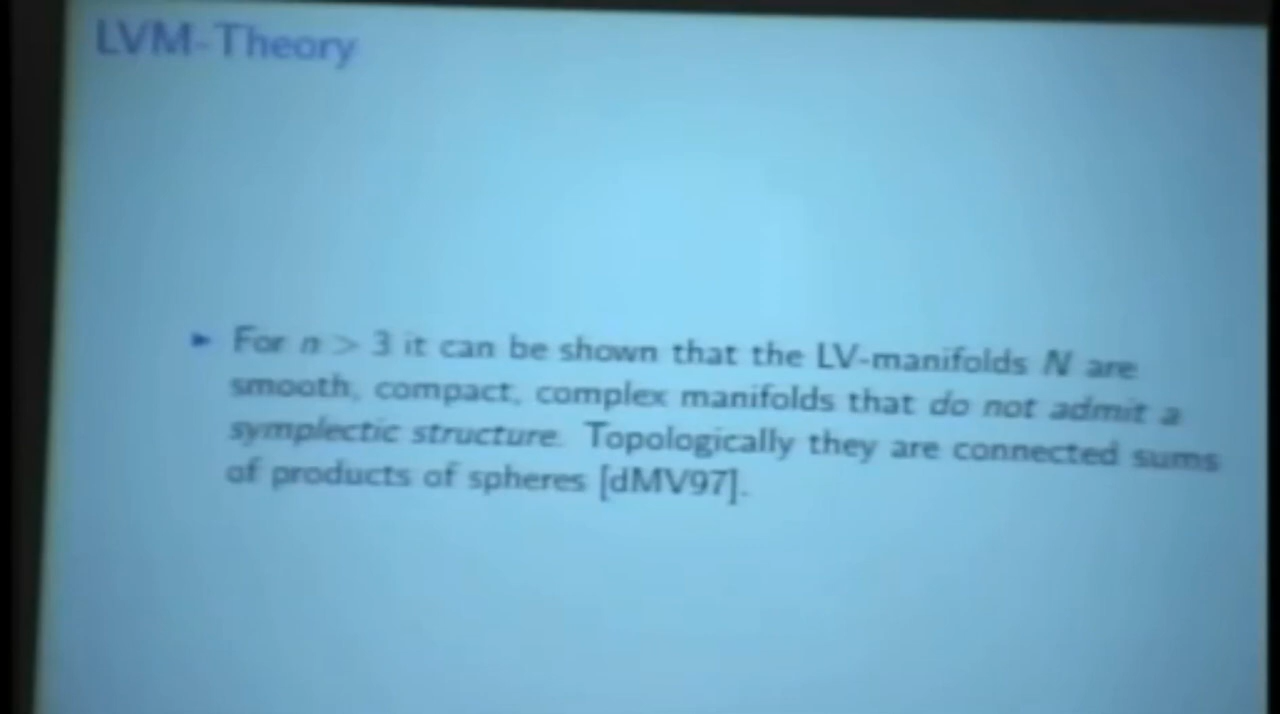 LVM-Theory
► For n > 3 it can be shown that the LV-manifolds N are
smooth, compact, complex manifolds that do not admit a
symplectic structure. Topologically they are connected sums
of products of spheres [dMV97].